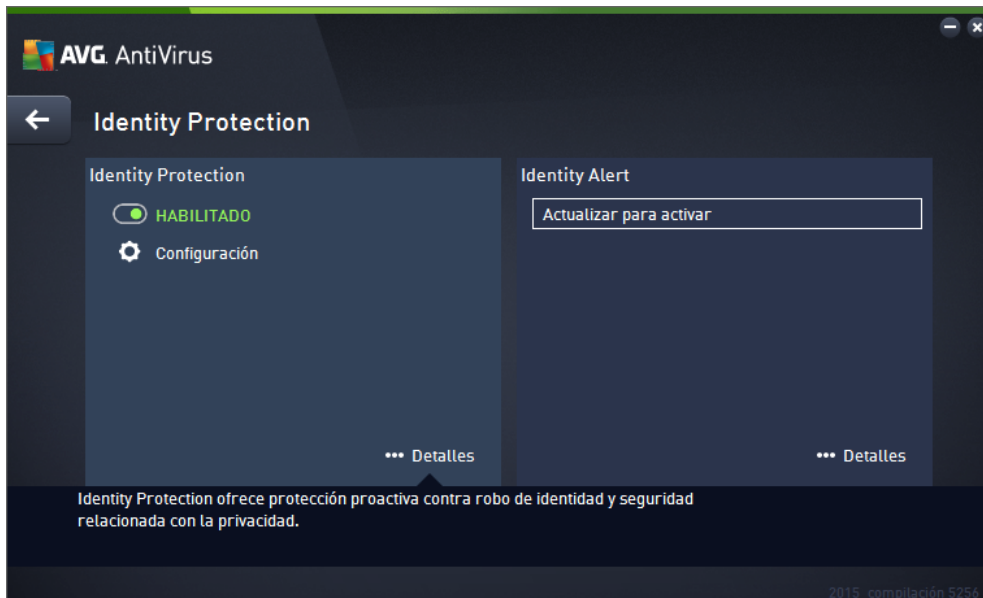 AVG. AntiVirus
Identity Protection
Identity Protection
HABILITADO
Configuración
••• Detalles
Identity Alert
Actualizar para activar
••• Detalles
Identity Protection ofrece protección proactiva contra robo de identidad y seguridad
relacionada con la privacidad.
2015 compilación 5256